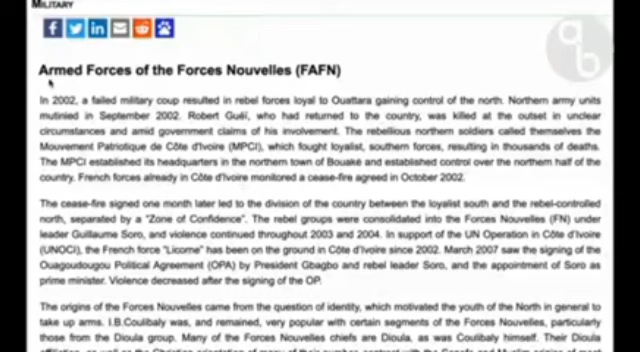 MILITARY
Armed Forces of the Forces Nouvelles (FAFN)
In 2002, a failed military coup resulted in rebel forces loyal to Ouattara gaining control of the north. Northern army units
mutinied in September 2002. Robert Gueï, who had returned to the country, was killed at the outset in unclear
circumstances and amid government claims of his involvement. The rebellious northern soldiers called themselves the
Mouvement Patriotique de Côte d'Ivoire (MPCI), which fought loyalist, southern forces, resulting in thousands of deaths.
The MPCI established its headquarters in the northern town of Bouaké and established control over the northern half of the
country. French forces already in Côte d'Ivoire monitored a cease-fire agreed in October 2002.
The cease-fire signed one month later led to the division of the country between the loyalist south and the rebel-controlled
north, separated by a "Zone of Confidence". The rebel groups were consolidated into the Forces Nouvelles (FN) under
leader Guillaume Soro, and violence continued throughout 2003 and 2004. In support of the UN Operation in Côte d'Ivoire
(UNOCI), the French force "Licorne" has been on the ground in Côte d'Ivoire since 2002. March 2007 saw the signing of the
Ouagoudougou Political Agreement (OPA) by President Gbagbo and rebel leader Soro, and the appointment of Soro as
prime minister. Violence decreased after the signing of the OP.
The origins of the Forces Nouvelles came from the question of identity, which motivated the youth of the North in general to
take up arms. I.B.Coulibaly was, and remained, very popular with certain segments of the Forces Nouvelles, particularly
those from the Dioula group. Many of the Forces Nouvelles chiefs are Dioula, as was Coulibaly himself. Their Dioula